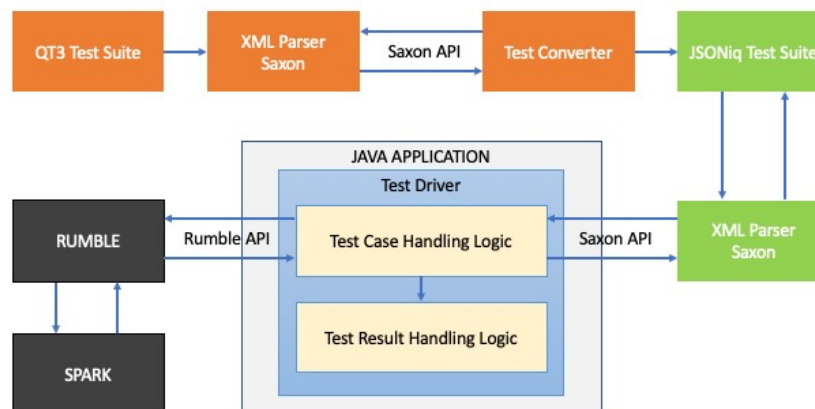 QT3 Test Suite
XML Parser
Saxon
Saxon API
Test Converter
JSONiq Test Suite
JAVA APPLICATION
Test Driver
RUMBLE
Rumble API
Test Case Handling Logic
Saxon API
XML Parser
Saxon
Test Result Handling Logic
SPARK